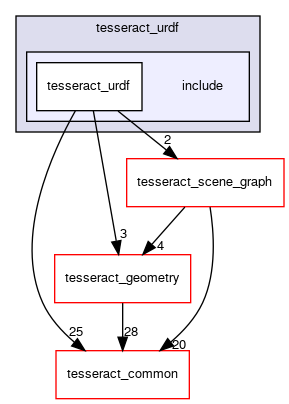 tesseract_urdf
tesseract_urdf
include
2
tesseract_scene_graph
3
4
tesseract_geometry
25
28
20
tesseract_common